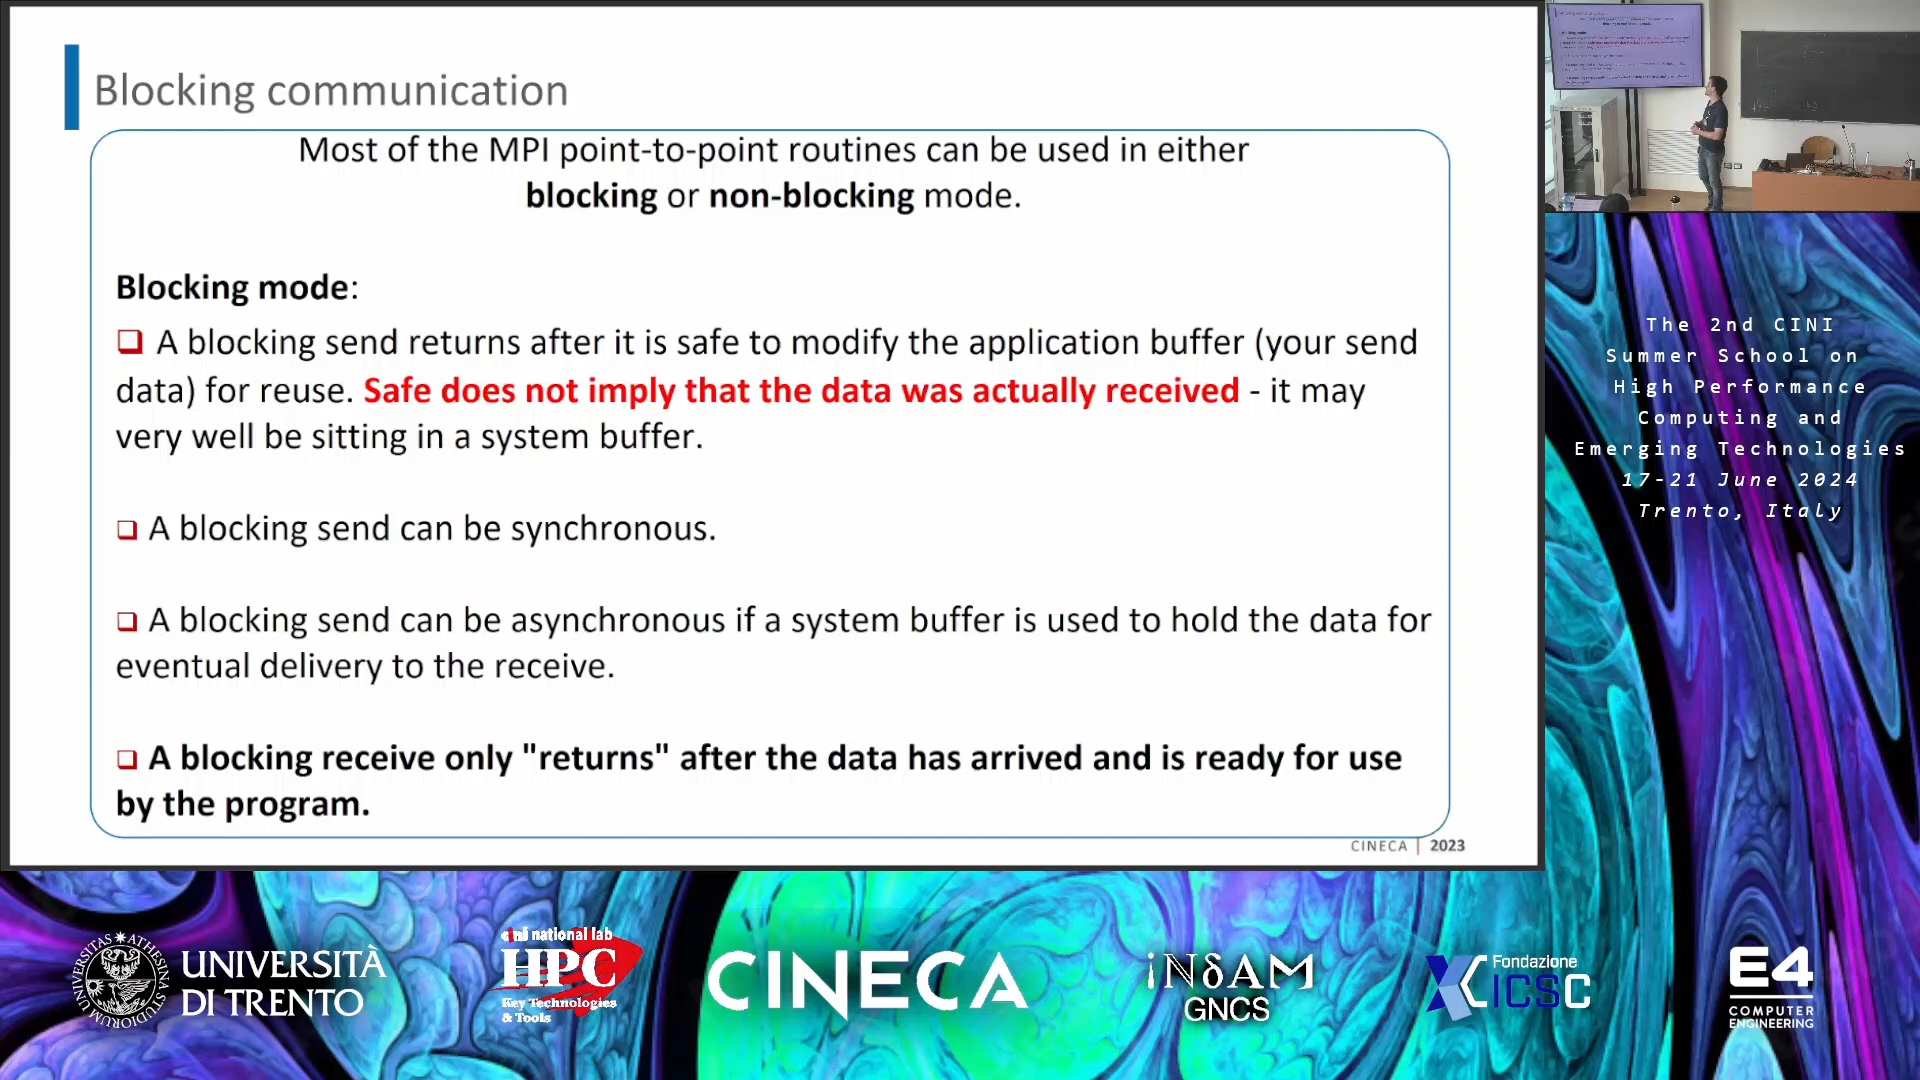 Blocking communication
Most of the MPI point-to-point routines can be used in either
blocking or non-blocking mode.
Blocking mode:
❑ A blocking send returns after it is safe to modify the application buffer (your send
data) for reuse. Safe does not imply that the data was actually received - it may
very well be sitting in a system buffer.
❑ A blocking send can be synchronous.
❑ A blocking send can be asynchronous if a system buffer is used to hold the data for
eventual delivery to the receive.
❑ A blocking receive only "returns" after the data has arrived and is ready for use
by the program.
CINECA | 2023
The 2nd CINI
Summer School on
High Performance
Computing and
Emerging Technologies
17-21 June 2024
Trento, Italy
UNIVERSITÀ
DI TRENTO
cini national lab
HPC
Key Technologies
& Tools
CINECA
iNδAM
GNCS
Fondazione
ICSC
E4
COMPUTER
ENGINEERING